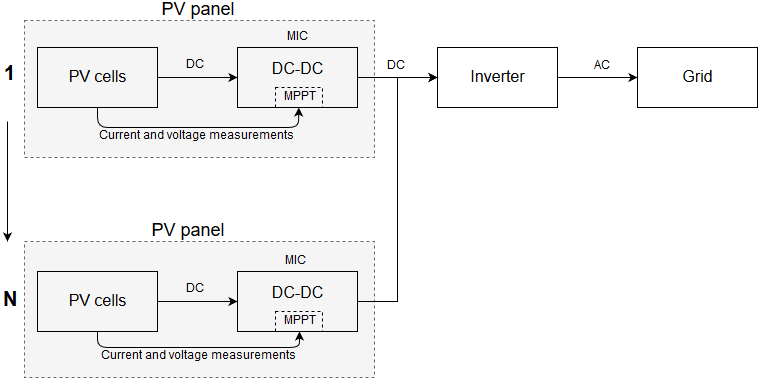 PV panel
MIC
1
PV cells
DC
DC-DC
MPPT
Current and voltage measurements
DC
Inverter
AC
Grid
PV panel
MIC
N
PV cells
DC
DC-DC
MPPT
Current and voltage measurements